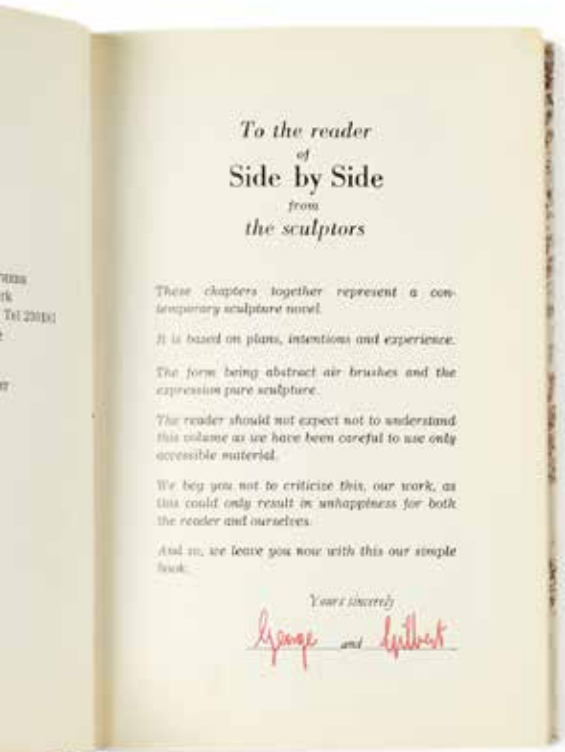 Tel
To the reader
of
Side by Side
from
the sculptors
These chapters together represent a con-
temporary sculpture novel.
It is based on plans, intentions and experience.
The form being abstract air brushes and the
expression pure sculpture.
The reader should not expect not to understand
this volume as we have been careful to use only
accessible material.
We beg you not to criticize this, our work, as
this could only result in unhappiness for both
the reader and ourselves.
And so, we leave you now with this our simple
book.
Yours sincerely
George and Gilbert